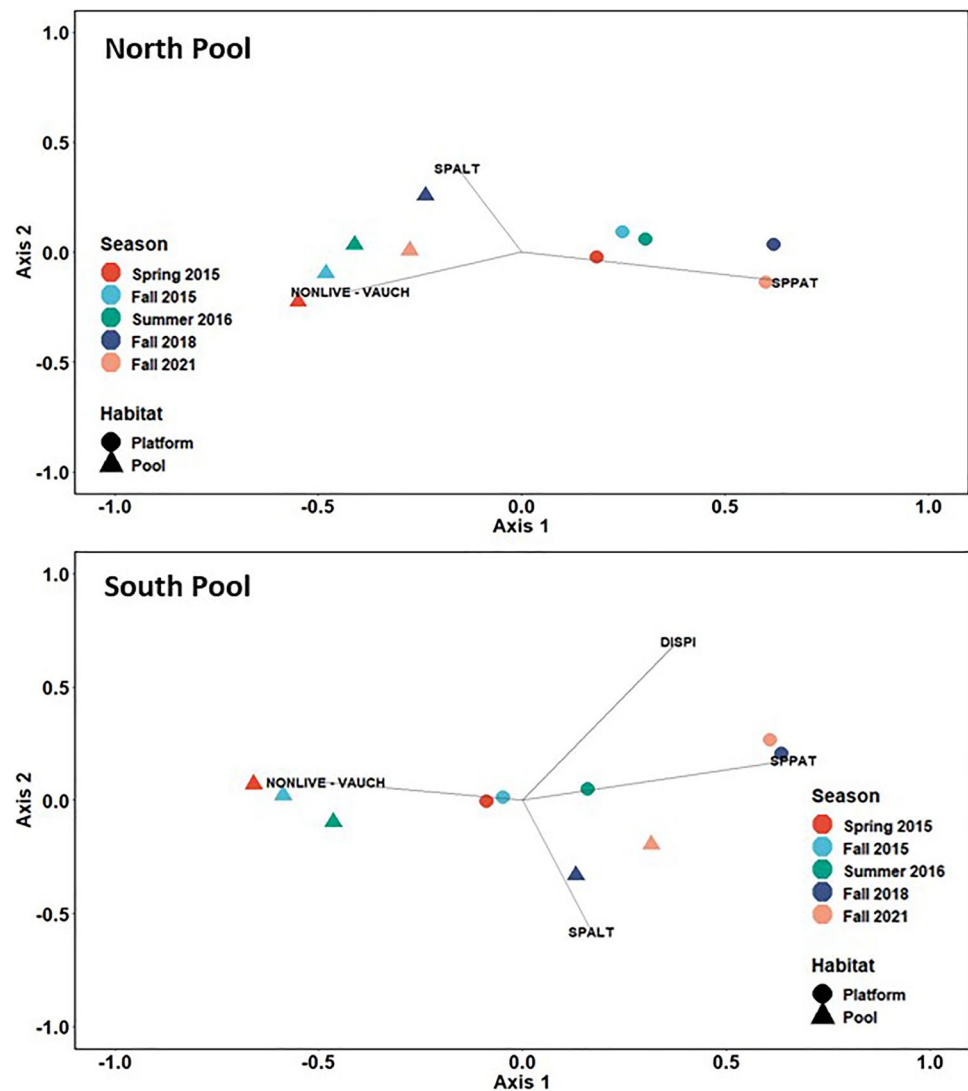 North Pool
1.0
0.5
0.0
-0.5
-1.0
Axis 2
SPALT
NONLIVE - VAUCH
SPPAT
Season
Spring 2015
Fall 2015
Summer 2016
Fall 2018
Fall 2021
Habitat
Platform
Pool
-1.0 -0.5 0.0 0.5 1.0
Axis 1
South Pool
1.0
0.5
0.0
-0.5
-1.0
Axis 2
DISPI
SPPAT
NONLIVE - VAUCH
SPALT
Season
Spring 2015
Fall 2015
Summer 2016
Fall 2018
Fall 2021
Habitat
Platform
Pool
-1.0 -0.5 0.0 0.5 1.0
Axis 1